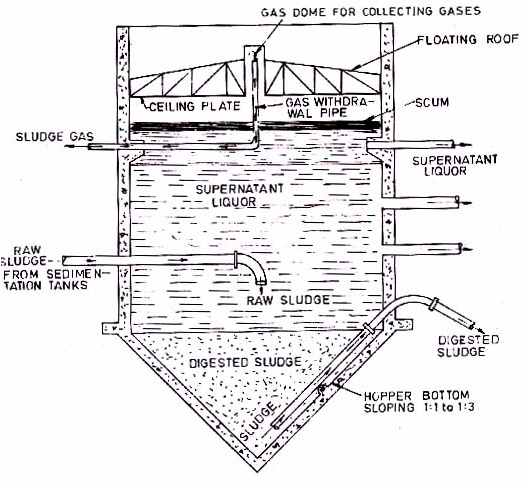 GAS DOME FOR COLLECTING GASES
FLOATING ROOF
CEILING PLATE
GAS WITHDRA-
WAL PIPE
SCUM
SLUDGE GAS
SUPERNATANT
LIQUOR
SUPERNATANT
LIQUOR
RAW
SLUDGE
FROM SEDIMEN-
TATION TANKS
RAW SLUDGE
DIGESTED SLUDGE
DIGESTED
SLUDGE
SLUDGE
HOPPER BOTTOM
SLOPING 1:1 to 1:3